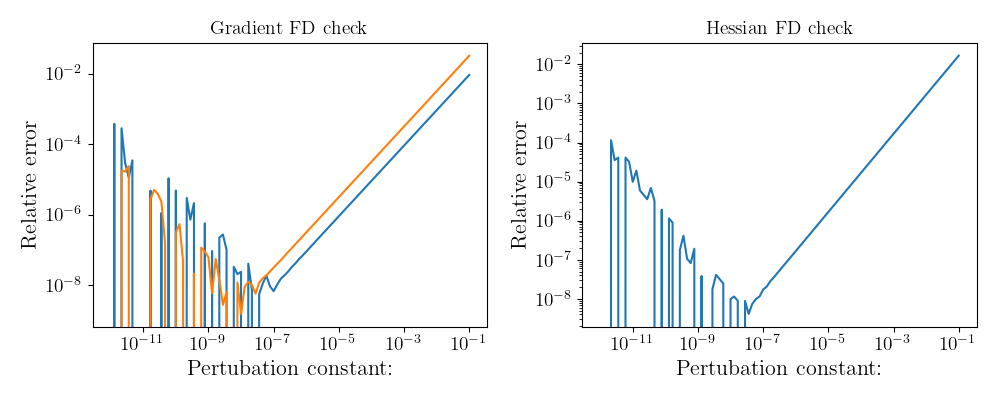 Gradient FD check
Relative error
10⁻²
10⁻⁴
10⁻⁶
10⁻⁸
10⁻¹¹ 10⁻⁹ 10⁻⁷ 10⁻⁵ 10⁻³ 10⁻¹
Pertubation constant:
Hessian FD check
Relative error
10⁻²
10⁻³
10⁻⁴
10⁻⁵
10⁻⁶
10⁻⁷
10⁻⁸
10⁻¹¹ 10⁻⁹ 10⁻⁷ 10⁻⁵ 10⁻³ 10⁻¹
Pertubation constant: